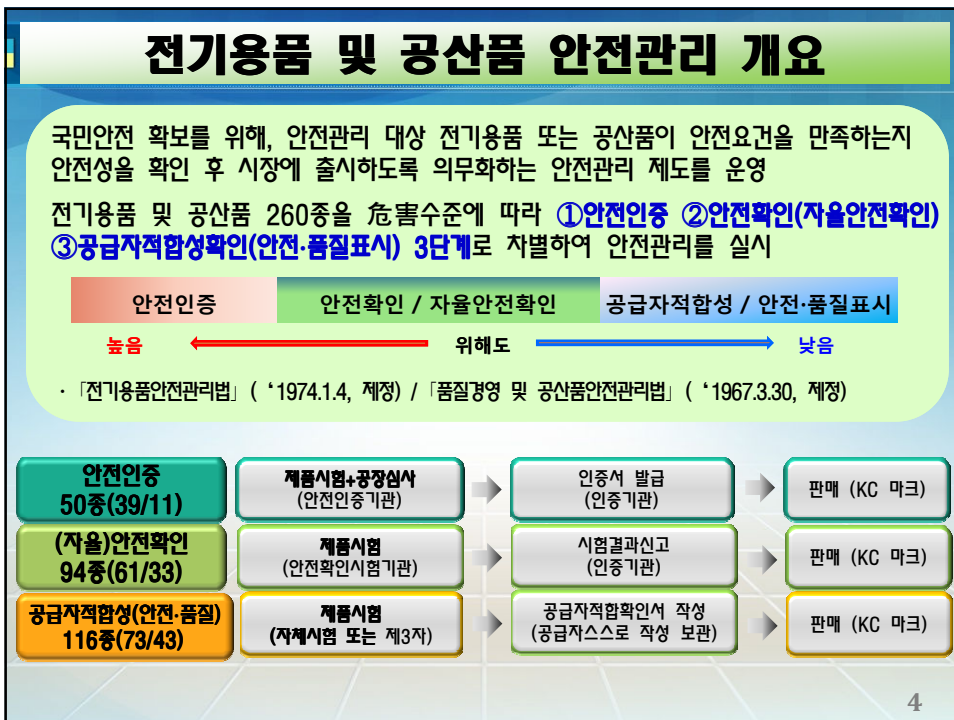 전기용품 및 공산품 안전관리 개요
국민안전 확보를 위해, 안전관리 대상 전기용품 또는 공산품이 안전요건을 만족하는지
안전성을 확인 후 시장에 출시하도록 의무화하는 안전관리 제도를 운영
전기용품 및 공산품 260종을 危害수준에 따라 ①안전인증 ②안전확인(자율안전확인)
③공급자적합성확인(안전·품질표시) 3단계로 차별하여 안전관리를 실시
안전인증 안전확인 / 자율안전확인 공급자적합성 / 안전·품질표시
높음 위해도 낮음
·「전기용품안전관리법」( ‘1974.1.4, 제정) /「품질경영 및 공산품안전관리법」( ‘1967.3.30, 제정)
안전인증
50종(39/11)
제품시험+공장심사
(안전인증기관)
인증서 발급
(인증기관)
판매 (KC 마크)
(자율)안전확인
94종(61/33)
제품시험
(안전확인시험기관)
시험결과신고
(인증기관)
판매 (KC 마크)
공급자적합성(안전·품질)
116종(73/43)
제품시험
(자체시험 또는 제3자)
공급자적합확인서 작성
(공급자스스로 작성 보관)
판매 (KC 마크)
4